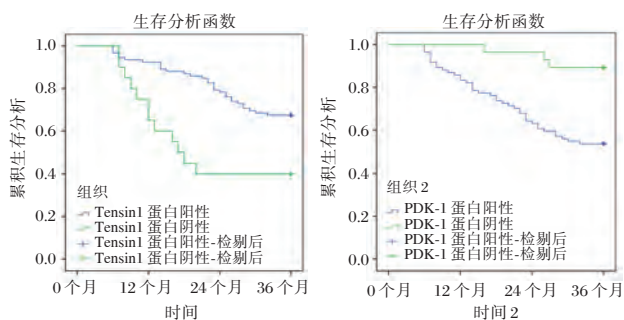 生存分析函数
累积生存分析
1.0
0.8
0.6
0.4
0.2
0.0
组织
Tensin1 蛋白阳性
Tensin1 蛋白阴性
Tensin1 蛋白阳性-检剔后
Tensin1 蛋白阴性-检剔后
0 个月 12 个月 24 个月 36 个月
时间
生存分析函数
累积生存分析
1.0
0.8
0.6
0.4
0.2
0.0
组织 2
PDK-1 蛋白阳性
PDK-1 蛋白阴性
PDK-1 蛋白阳性-检剔后
PDK-1 蛋白阴性-检剔后
0 个月 12 个月 24 个月 36 个月
时间 2